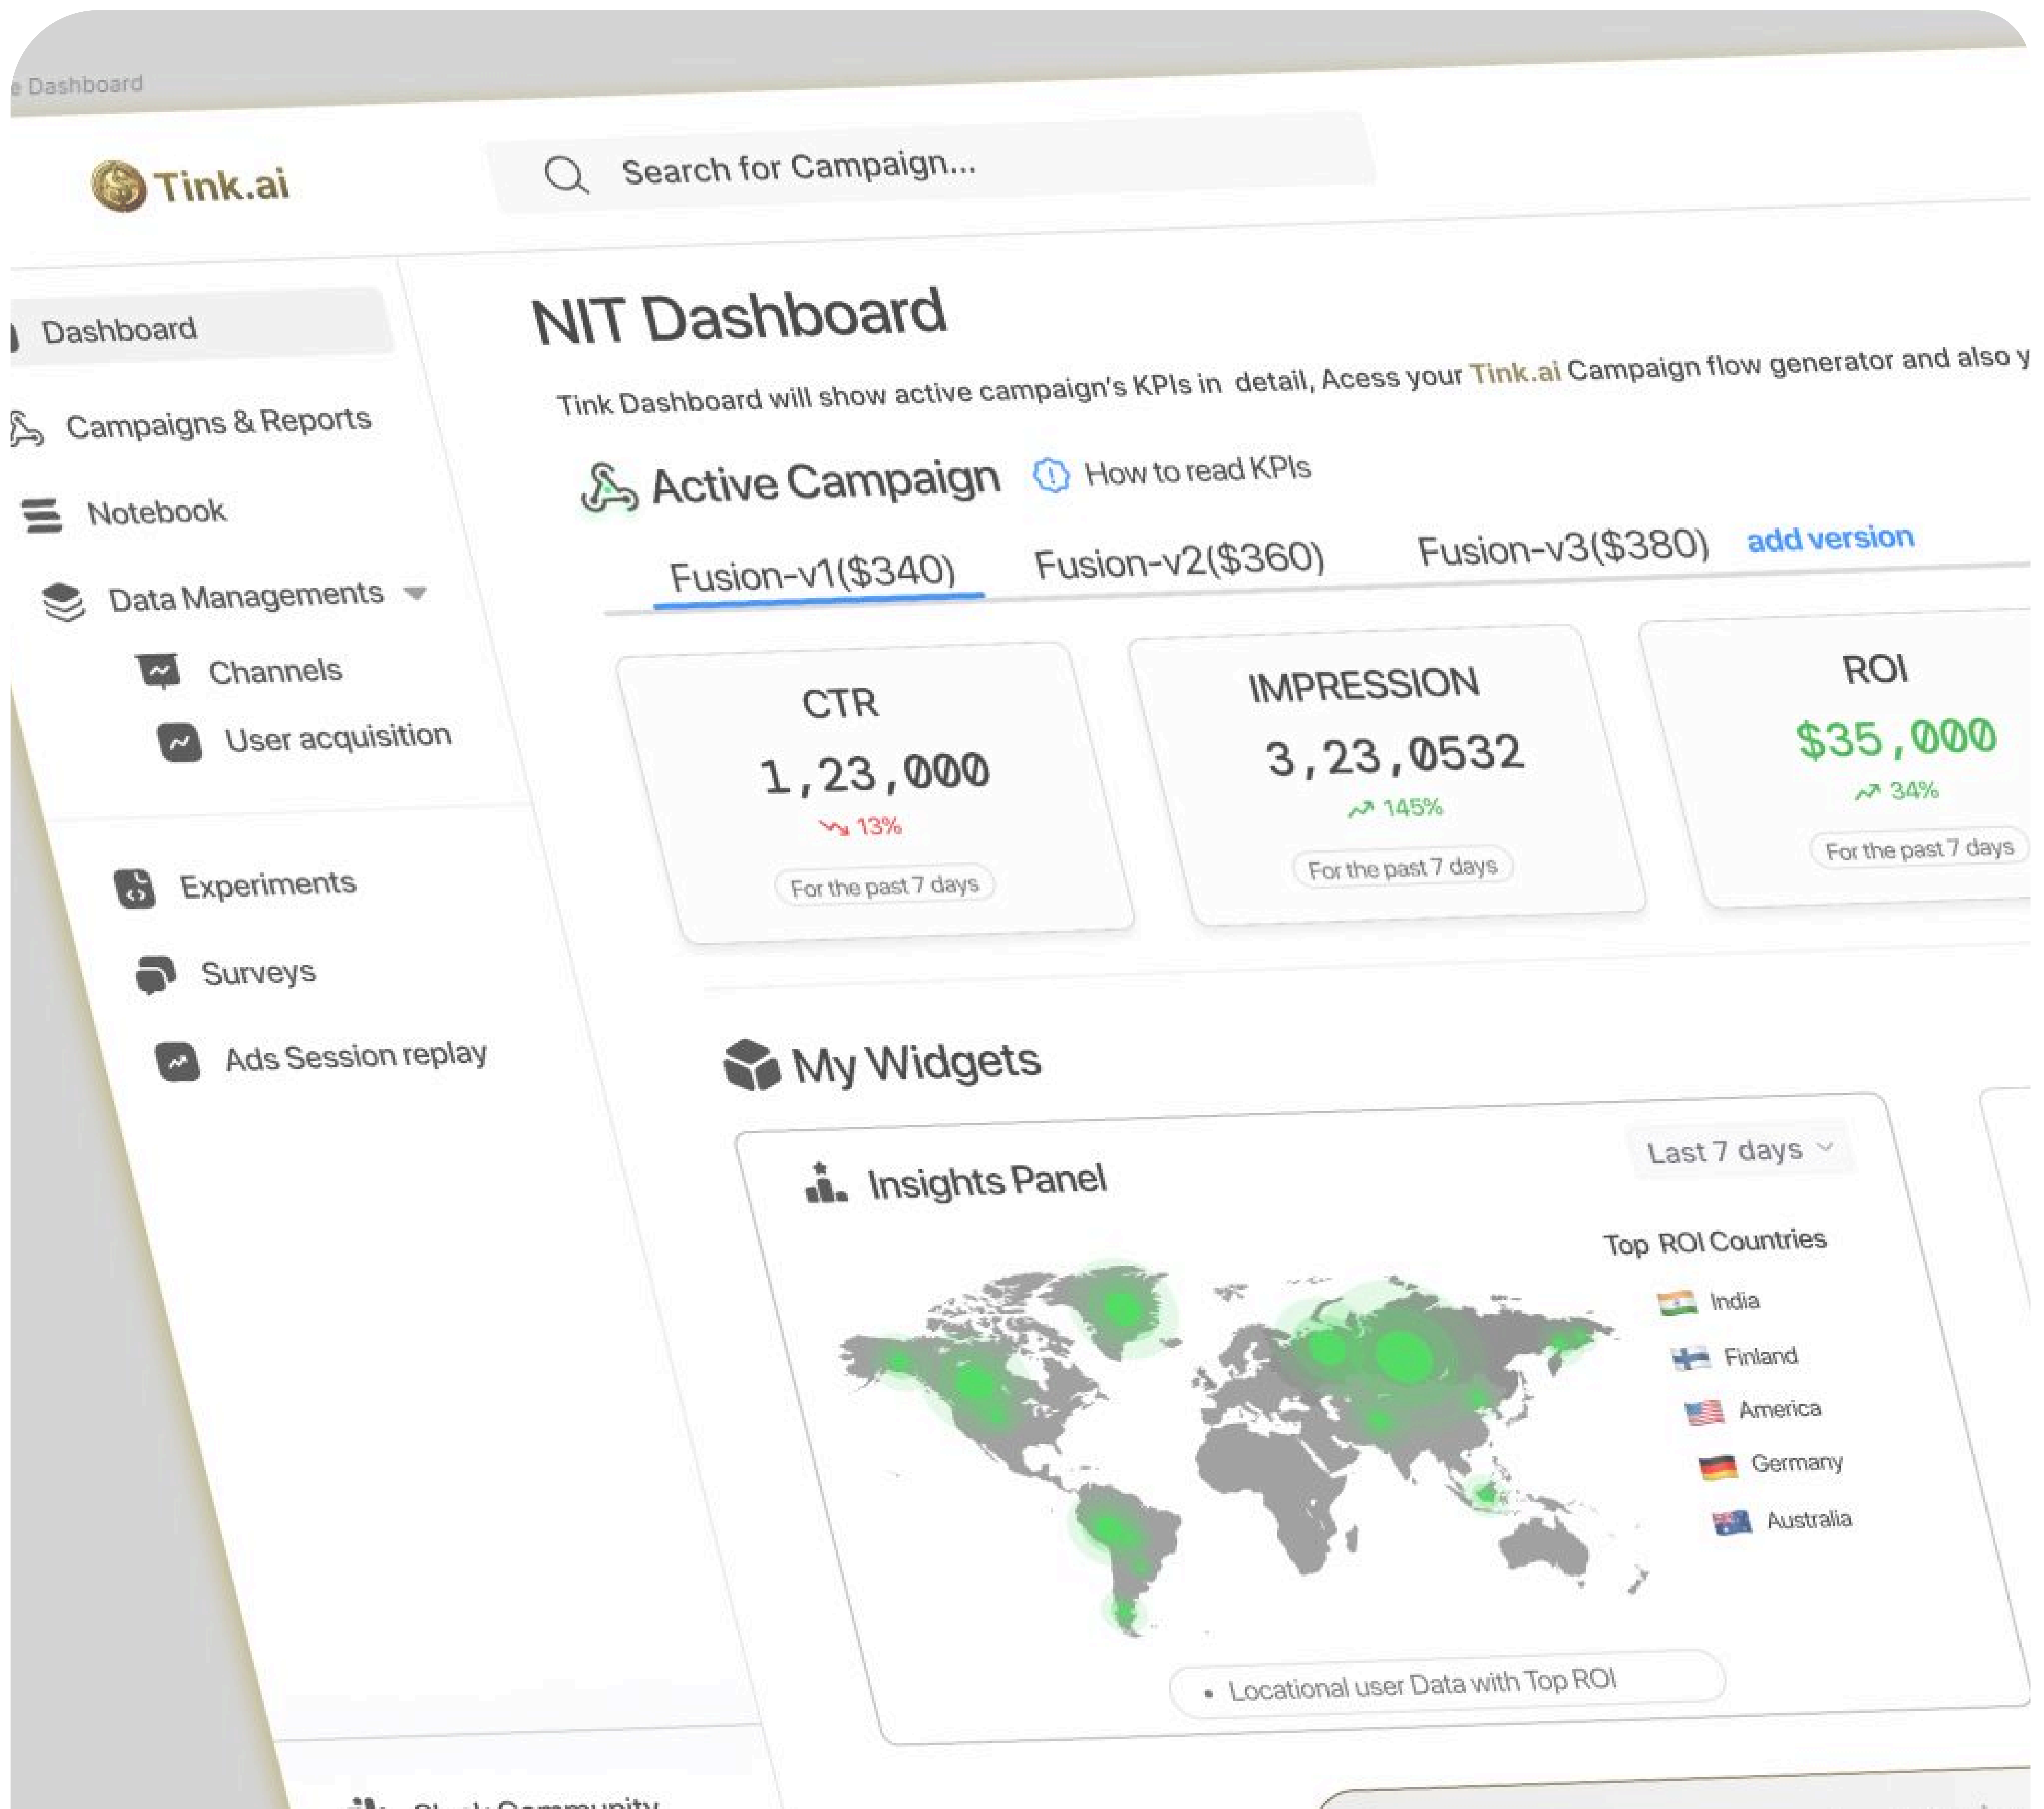 e Dashboard
Tink.ai
Search for Campaign...
Dashboard
Campaigns & Reports
Notebook
Data Managements
Channels
User acquisition
Experiments
Surveys
Ads Session replay
Community
NIT Dashboard
Tink Dashboard will show active campaign's KPIs in detail, Acess your Tink.ai Campaign flow generator and also y
Active Campaign
How to read KPIs
Fusion-v1($340)
Fusion-v2($360)
Fusion-v3($380)
add version
CTR
1,23,000
13%
For the past 7 days
IMPRESSION
3,23,0532
145%
For the past 7 days
ROI
$35,000
34%
For the past 7 days
My Widgets
Insights Panel
Last 7 days
Top ROI Countries
India
Finland
America
Germany
Australia
• Locational user Data with Top ROI